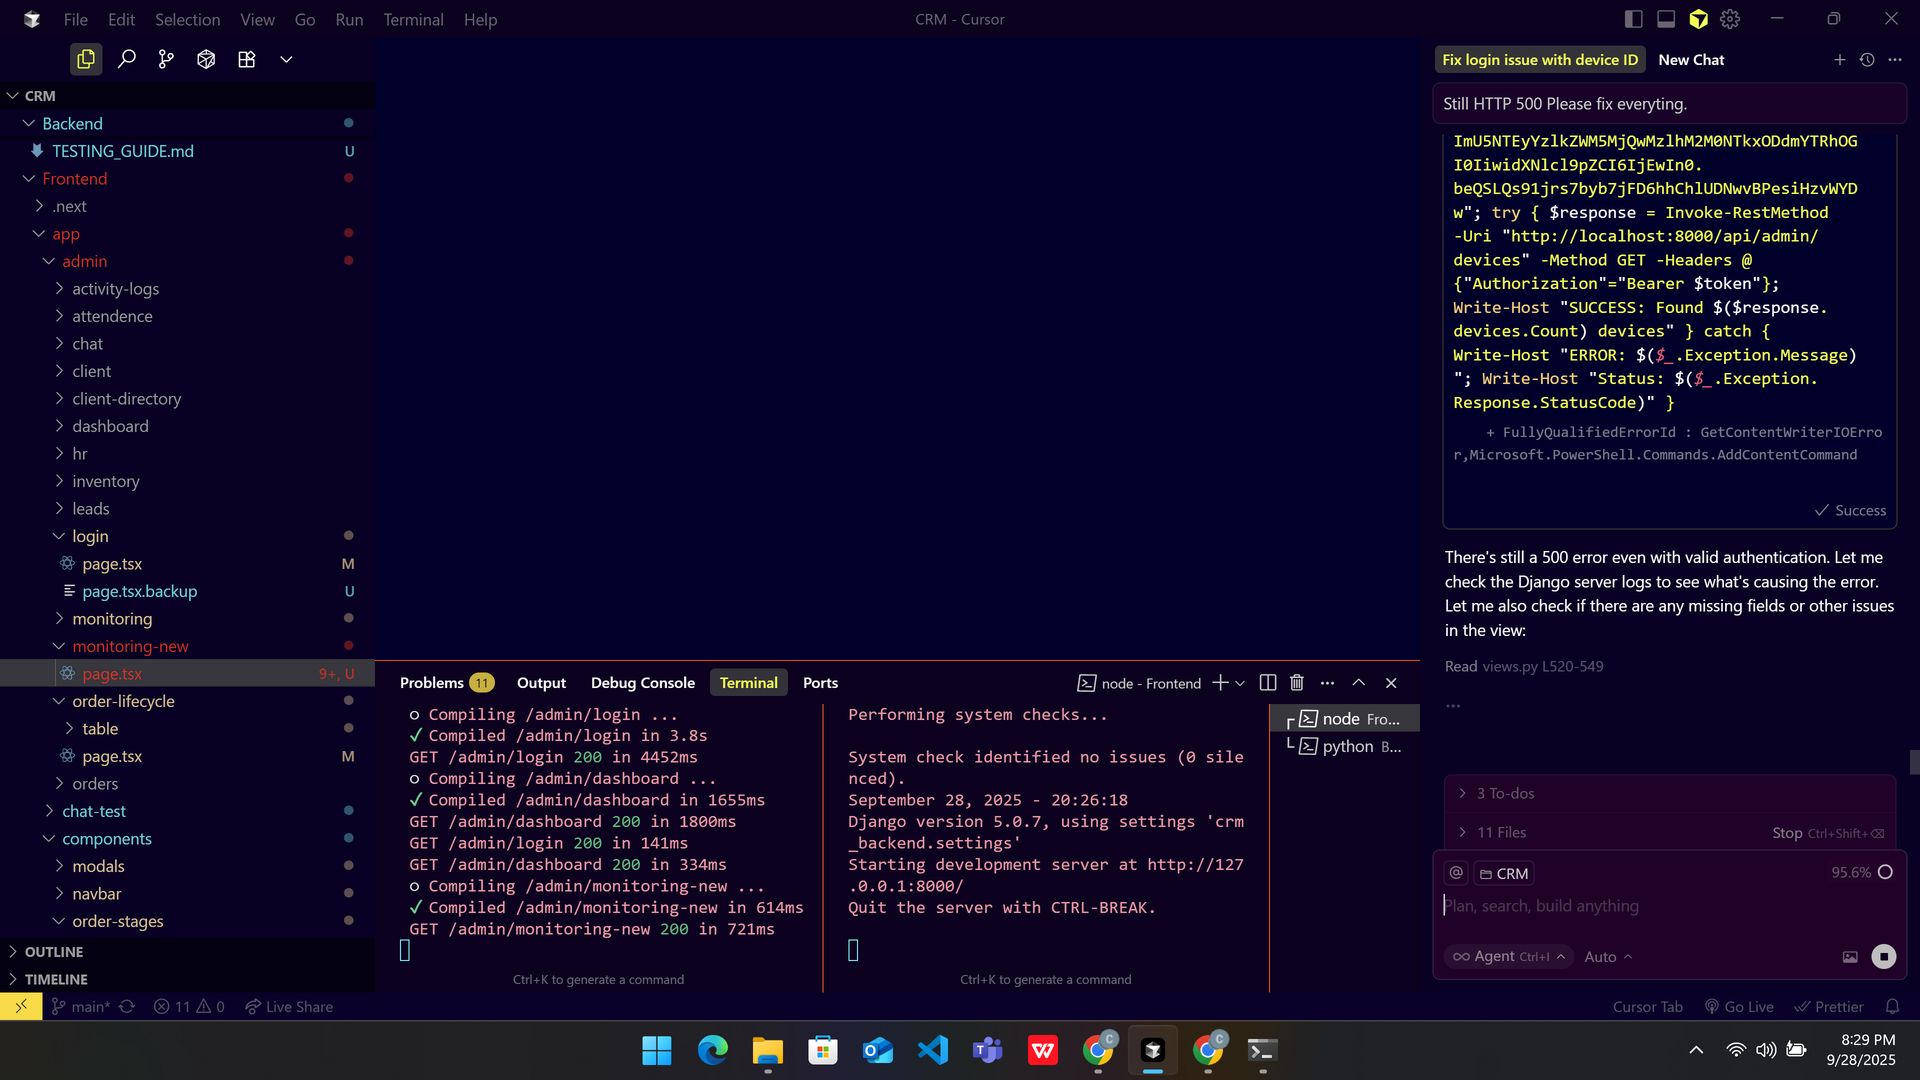 File Edit Selection View Go Run Terminal Help
CRM - Cursor
CRM
Backend
TESTING_GUIDE.md U
Frontend
.next
app
admin
activity-logs
attendence
chat
client
client-directory
dashboard
hr
inventory
leads
login
page.tsx M
page.tsx.backup U
monitoring
monitoring-new
page.tsx 9+, U
order-lifecycle
table
page.tsx M
orders
chat-test
components
modals
navbar
order-stages
OUTLINE
TIMELINE
Problems 11 Output Debug Console Terminal Ports
node - Frontend
o Compiling /admin/login ...
✓ Compiled /admin/login in 3.8s
GET /admin/login 200 in 4452ms
o Compiling /admin/dashboard ...
✓ Compiled /admin/dashboard in 1655ms
GET /admin/dashboard 200 in 1800ms
GET /admin/login 200 in 141ms
GET /admin/dashboard 200 in 334ms
o Compiling /admin/monitoring-new ...
✓ Compiled /admin/monitoring-new in 614ms
GET /admin/monitoring-new 200 in 721ms
Ctrl+K to generate a command
Performing system checks...
System check identified no issues (0 sile
nced).
September 28, 2025 - 20:26:18
Django version 5.0.7, using settings 'crm
_backend.settings'
Starting development server at http://127
.0.0.1:8000/
Quit the server with CTRL-BREAK.
Ctrl+K to generate a command
node Fro...
python B...
Fix login issue with device ID New Chat
Still HTTP 500 Please fix everyting.
ImU5NTEyYzlkZWM5MjQwMzlhM2M0NTkxODdmYTRhOG
I0IiwidXNlcl9pZCI6IjEwIn0.
beQSLQs91jrs7byb7jFD6hhChlUDNwvBPesiHzvWYD
w"; try { $response = Invoke-RestMethod
-Uri "http://localhost:8000/api/admin/
devices" -Method GET -Headers @
{"Authorization"="Bearer $token"};
Write-Host "SUCCESS: Found $($response.
devices.Count) devices" } catch {
Write-Host "ERROR: $($_.Exception.Message)
"; Write-Host "Status: $($_.Exception.
Response.StatusCode)" }
+ FullyQualifiedErrorId : GetContentWriterIOErro
r,Microsoft.PowerShell.Commands.AddContentCommand
✓ Success
There's still a 500 error even with valid authentication. Let me
check the Django server logs to see what's causing the error.
Let me also check if there are any missing fields or other issues
in the view:
Read views.py L520-549
...
3 To-dos
11 Files Stop Ctrl+Shift+⌫
@ CRM 95.6%
Plan, search, build anything
Agent Ctrl+I Auto
main* 11 0 Live Share
Cursor Tab Go Live Prettier
8:29 PM
9/28/2025